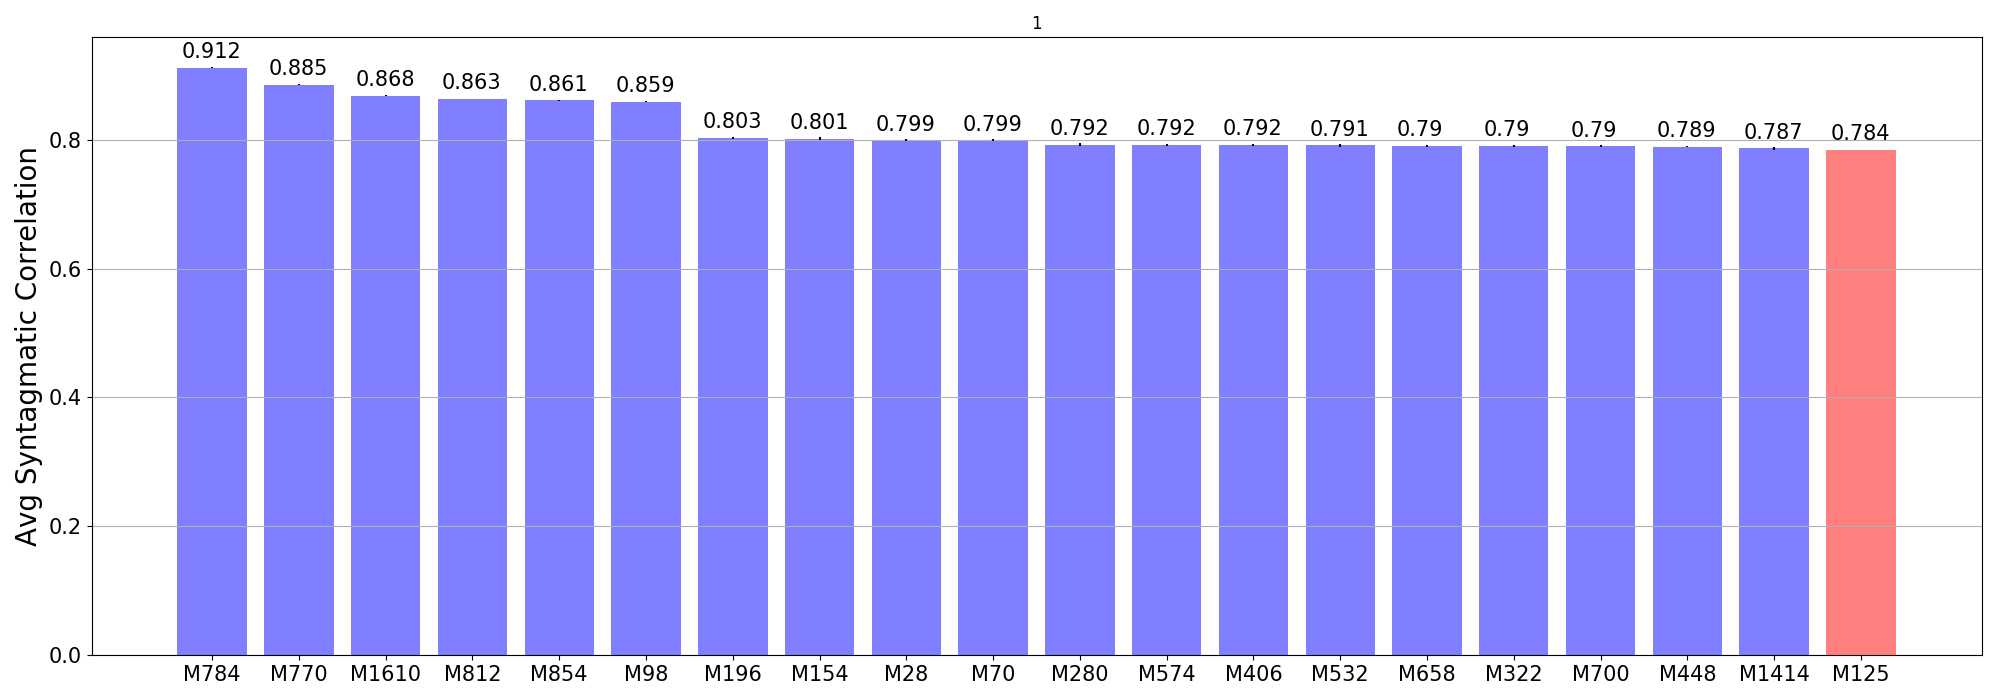 1
Avg Syntagmatic Correlation
0.8
0.6
0.4
0.2
0.0
0.912
0.885
0.868
0.863
0.861
0.859
0.803
0.801
0.799
0.799
0.792
0.792
0.792
0.791
0.79
0.79
0.79
0.789
0.787
0.784
M784
M770
M1610
M812
M854
M98
M196
M154
M28
M70
M280
M574
M406
M532
M658
M322
M700
M448
M1414
M125